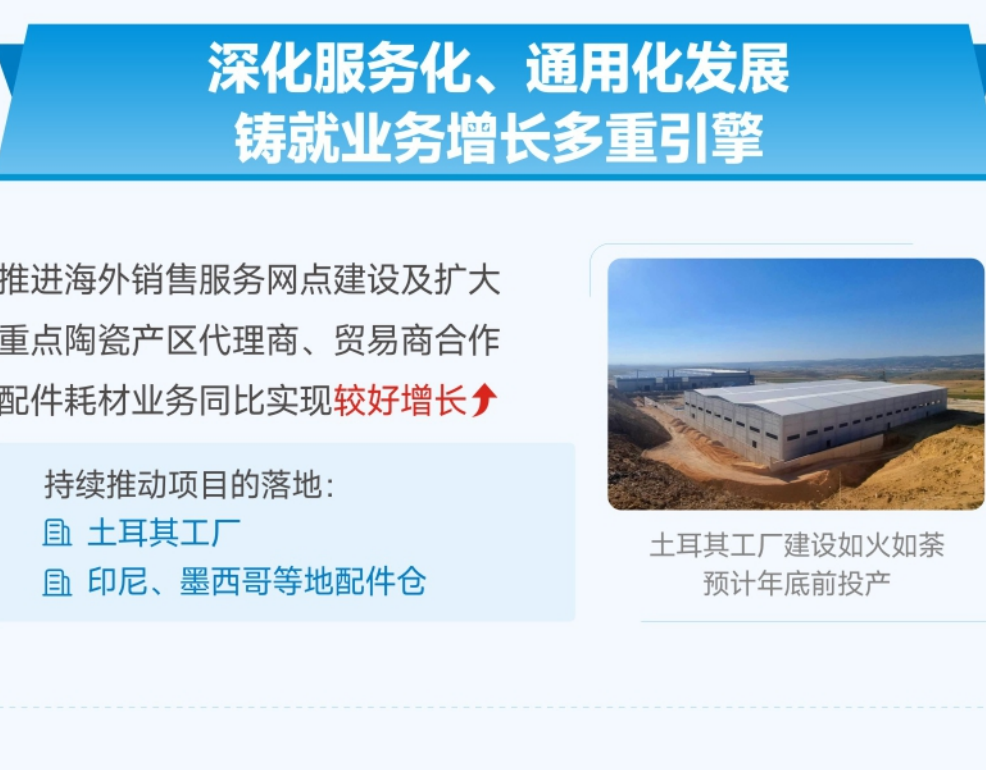 深化服务化、通用化发展
铸就业务增长多重引擎
推进海外销售服务网点建设及扩大
重点陶瓷产区代理商、贸易商合作
配件耗材业务同比实现较好增长
持续推动项目的落地:
土耳其工厂
印尼、墨西哥等地配件仓
土耳其工厂建设如火如荼
预计年底前投产